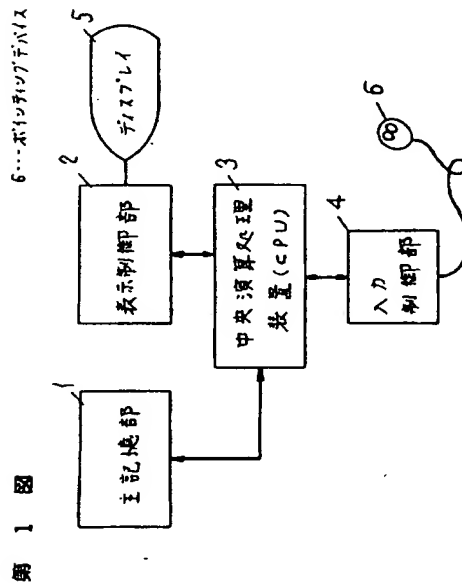 第 1 図
6…ポインティングデバイス
1
主記憶部
2
表示制御部
5
ディスプレイ
3
中央演算処理
装置(CPU)
4
入力
制御部
6